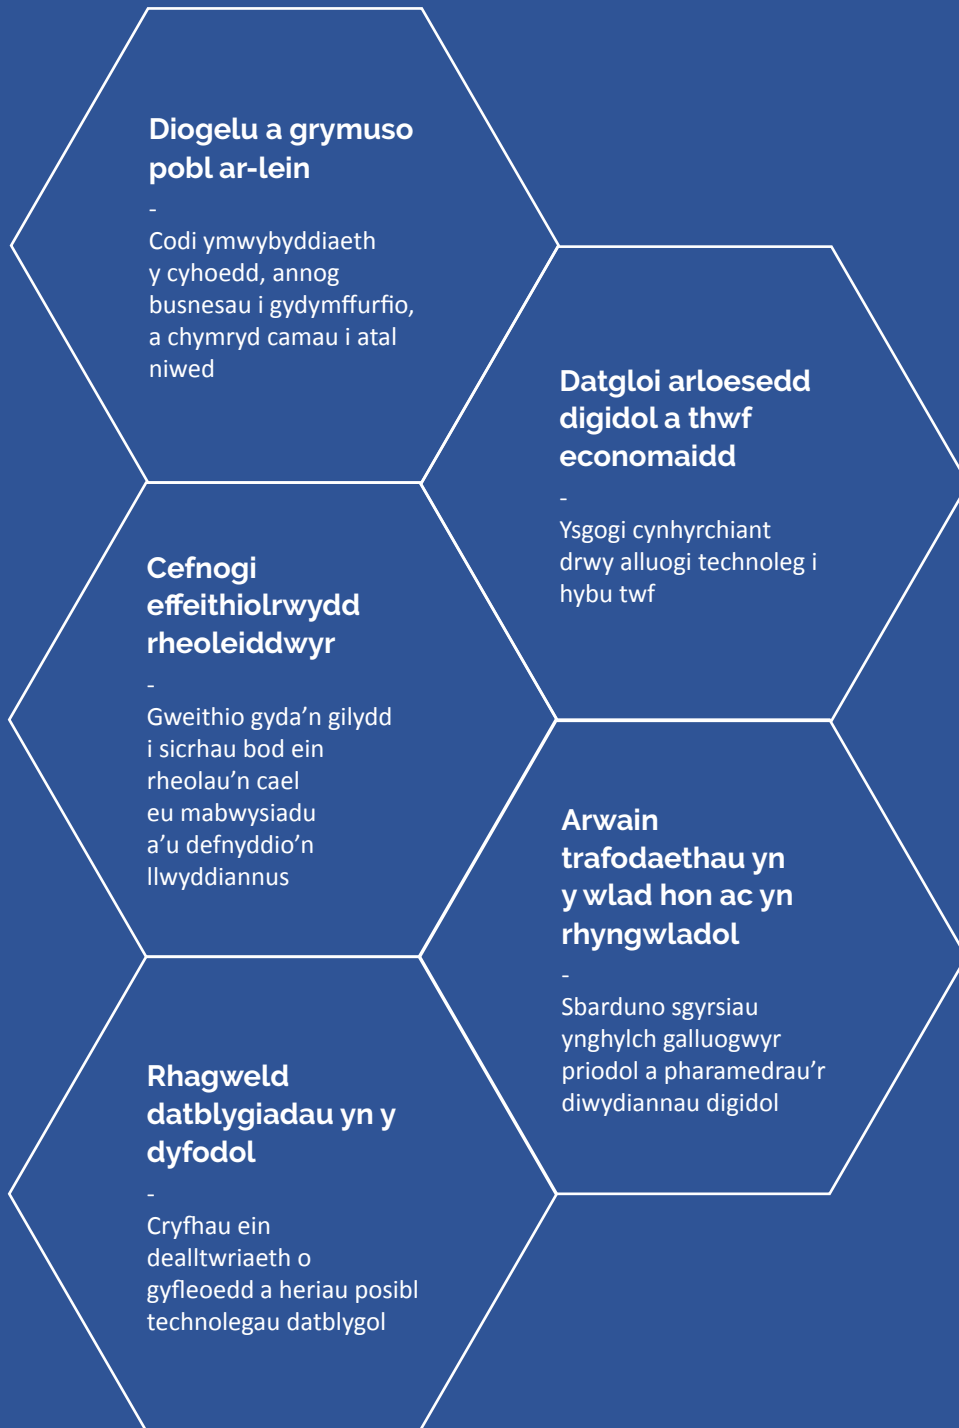 Diogelu a grymuso
pobl ar-lein
-
Codi ymwybyddiaeth
y cyhoedd, annog
busnesau i gydymffurfio,
a chymryd camau i atal
niwed
Datgloi arloesedd
digidol a thwf
economaidd
-
Ysgogi cynhyrchiant
drwy alluogi technoleg i
hybu twf
Cefnogi
effeithiolrwydd
rheoleiddwyr
-
Gweithio gyda’n gilydd
i sicrhau bod ein
rheolau’n cael
eu mabwysiadu
a’u defnyddio’n
llwyddiannus
Arwain
trafodaethau yn
y wlad hon ac yn
rhyngwladol
-
Sbarduno sgyrsiau
ynghylch galluogwyr
priodol a pharamedrau’r
diwydiannau digidol
Rhagweld
datblygiadau yn y
dyfodol
-
Cryfhau ein
dealltwriaeth o
gyfleoedd a heriau posibl
technolegau datblygol